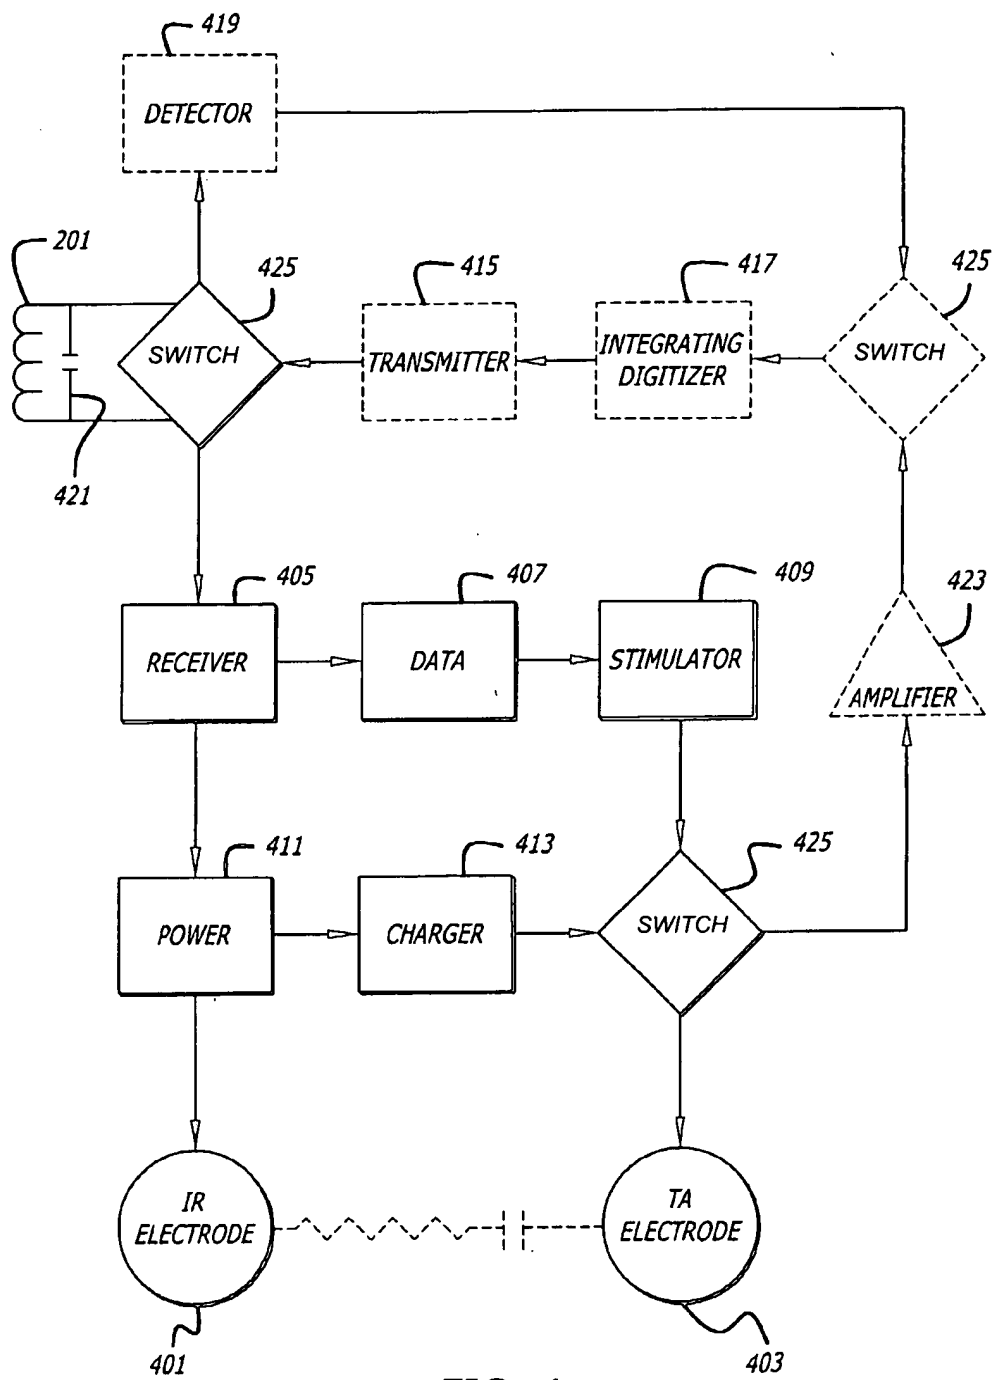 419
DETECTOR
201
425
415
417
425
SWITCH
TRANSMITTER
INTEGRATING
DIGITIZER
SWITCH
421
405
407
409
423
RECEIVER
DATA
STIMULATOR
AMPLIFIER
411
413
425
POWER
CHARGER
SWITCH
IR
ELECTRODE
TA
ELECTRODE
401
403